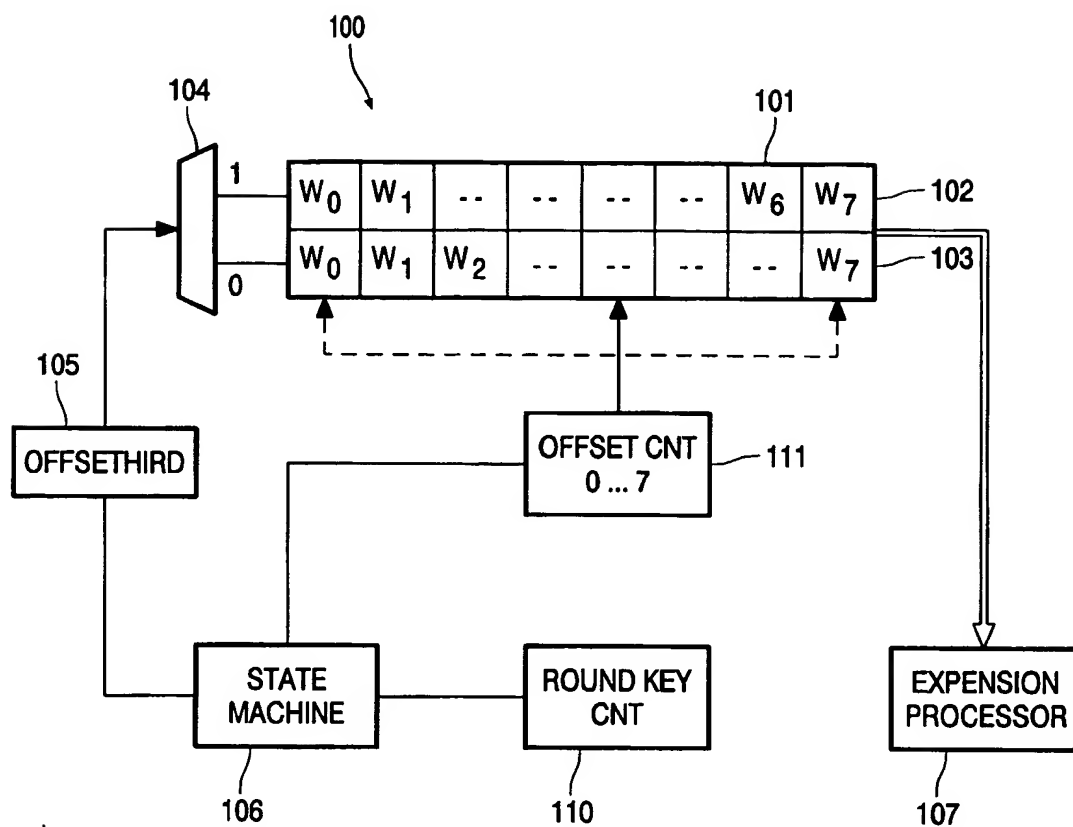 100
104
101
1
W0 W1 -- -- -- -- W6 W7
102
W0 W1 W2 -- -- -- -- W7
103
0
105
OFFSETHIRD
OFFSET CNT
0 ... 7
111
STATE
MACHINE
ROUND KEY
CNT
EXPENSION
PROCESSOR
106
110
107